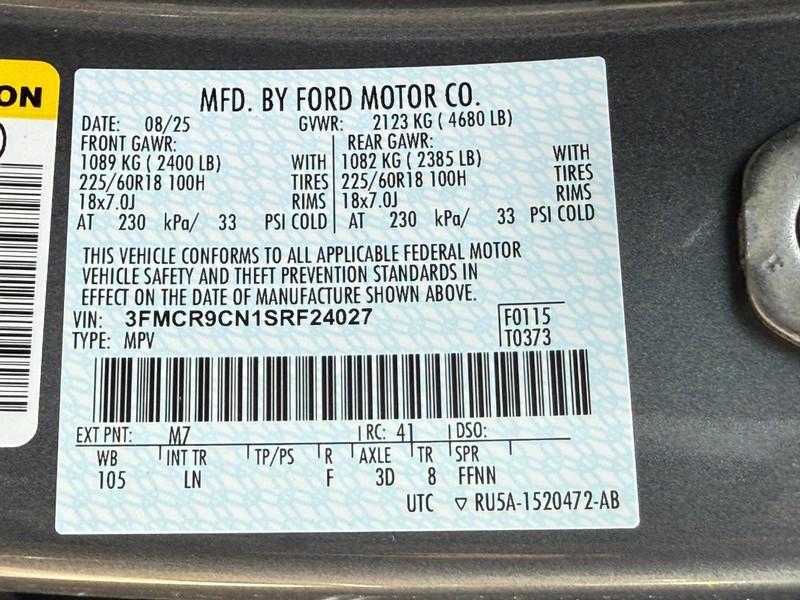 ON
MFD. BY FORD MOTOR CO.
DATE: 08/25 GVWR: 2123 KG ( 4680 LB)
FRONT GAWR: REAR GAWR:
1089 KG ( 2400 LB) WITH 1082 KG ( 2385 LB) WITH
225/60R18 100H TIRES 225/60R18 100H TIRES
18x7.0J RIMS 18x7.0J RIMS
AT 230 kPa/ 33 PSI COLD AT 230 kPa/ 33 PSI COLD
THIS VEHICLE CONFORMS TO ALL APPLICABLE FEDERAL MOTOR
VEHICLE SAFETY AND THEFT PREVENTION STANDARDS IN
EFFECT ON THE DATE OF MANUFACTURE SHOWN ABOVE.
VIN: 3FMCR9CN1SRF24027 F0115
TYPE: MPV T0373
EXT PNT: M7 RC: 41 DSO:
WB INT TR TP/PS R AXLE TR SPR
105 LN F 3D 8 FFNN
UTC ▽ RU5A-1520472-AB